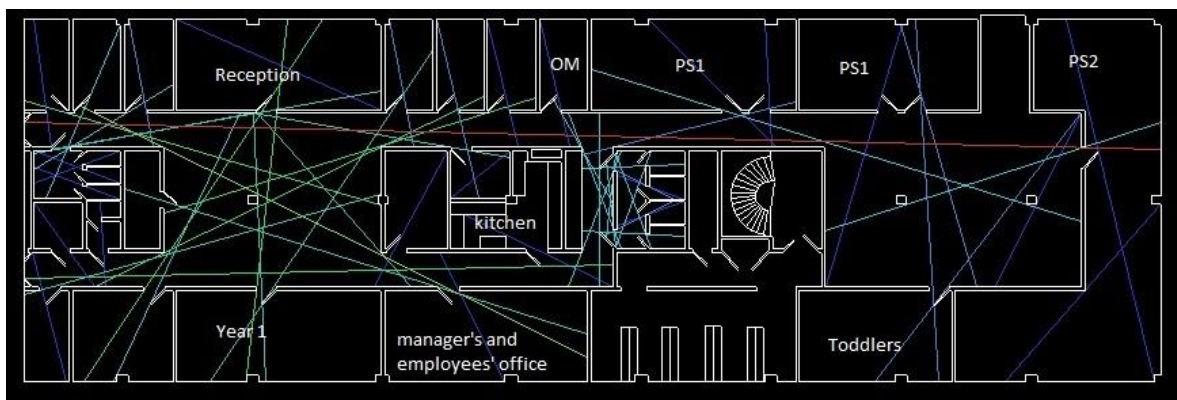 Reception
OM
PS1
PS1
PS2
kitchen
Year 1
manager's and
employees' office
Toddlers